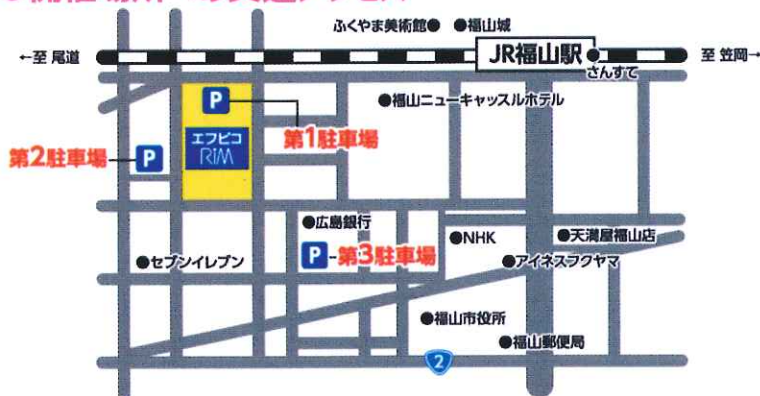 ふくやま美術館● ●福山城
←至 尾道
JR福山駅
至 笠岡→
さんすて
P
●福山ニューキャッスルホテル
エフピコ
RiM
第1駐車場
第2駐車場 P
●広島銀行
P 第3駐車場
●NHK
●天満屋福山店
●セブンイレブン
●アイネスフクヤマ
●福山市役所
●福山郵便局
2